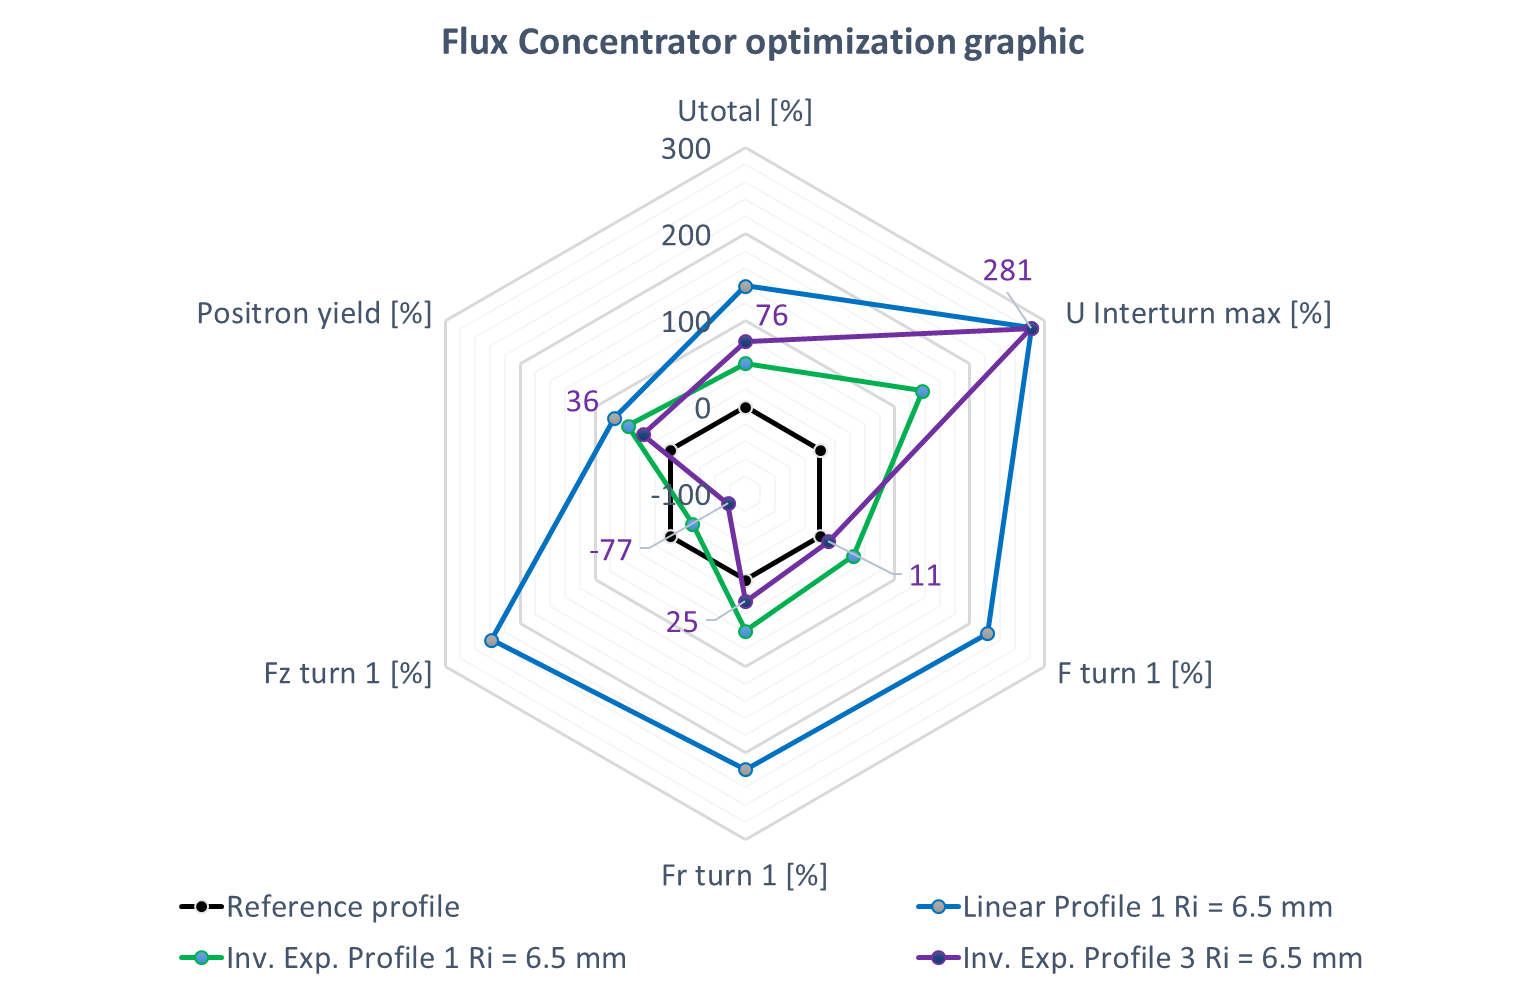 Flux Concentrator optimization graphic
Utotal [%]
300
200
281
Positron yield [%]
U Interturn max [%]
100
76
36
0
-100
-77
11
25
Fz turn 1 [%]
F turn 1 [%]
Fr turn 1 [%]
Reference profile
Linear Profile 1 Ri = 6.5 mm
Inv. Exp. Profile 1 Ri = 6.5 mm
Inv. Exp. Profile 3 Ri = 6.5 mm